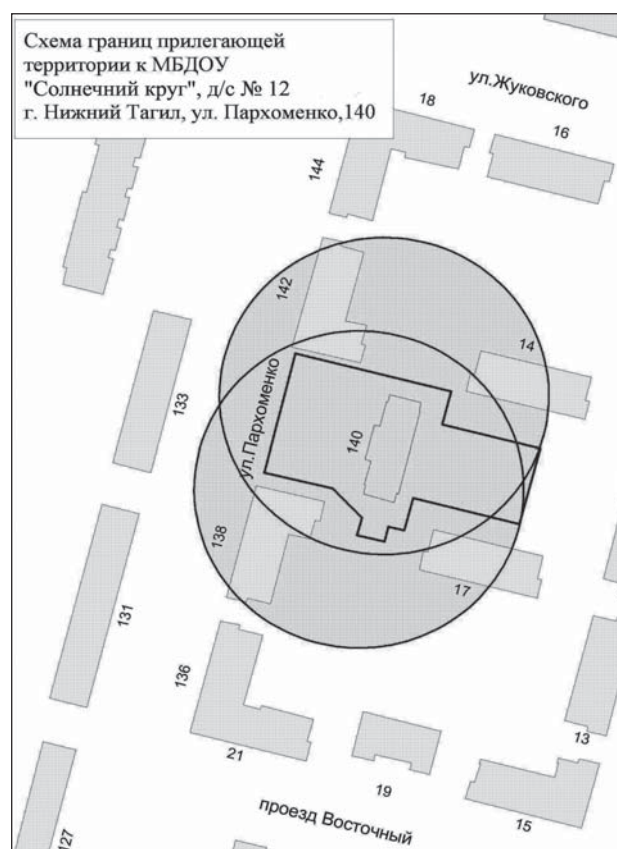 Схема границ прилегающей
территории к МБДОУ
"Солнечний круг", д/с № 12
г. Нижний Тагил, ул. Пархоменко,140
ул.Жуковского
18
16
144
142
14
133
ул.Пархоменко
140
138
17
131
136
21
13
19
15
проезд Восточный
127